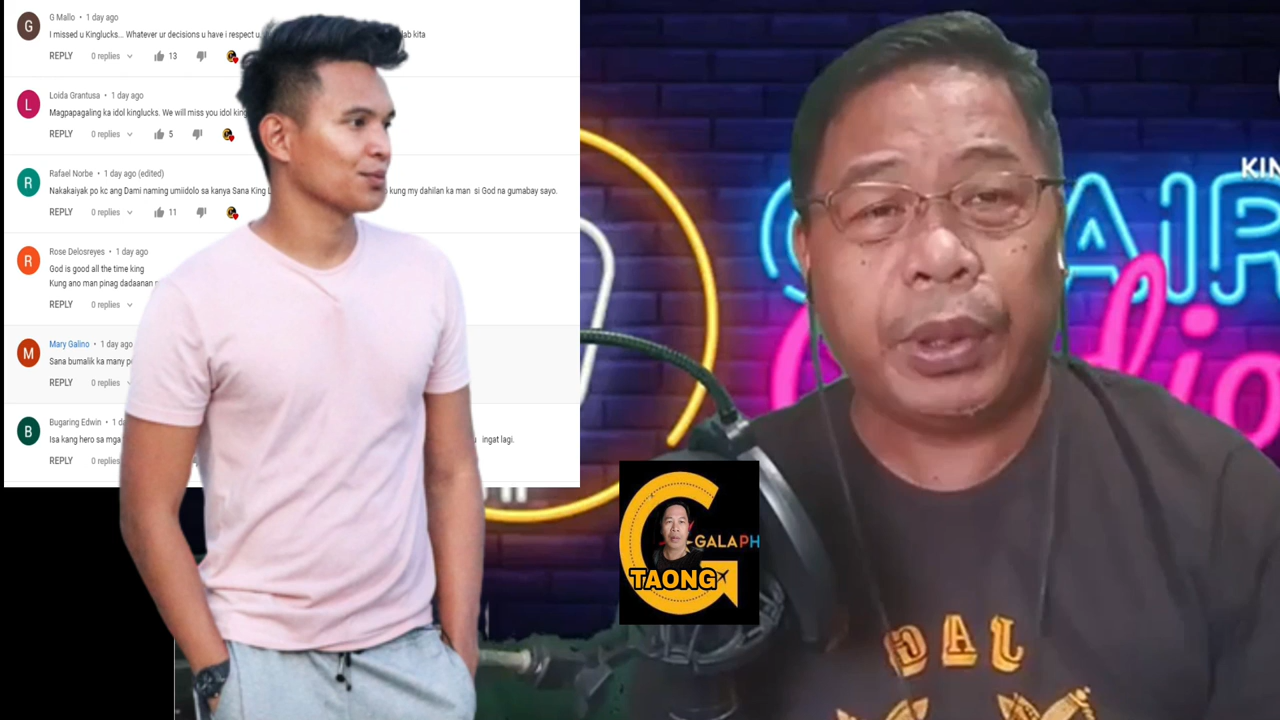 G Mallo • 1 day ago
I missed u Kinglucks... Whatever ur decisions u have i respect u. lab kita
REPLY 0 replies 13
L
Loida Grantusa • 1 day ago
Magpapagaling ka idol kinglucks. We will miss you idol king
REPLY 0 replies 5
R
Rafael Norbe • 1 day ago (edited)
Nakakaiyak po kc ang Dami naming umiidolo sa kanya Sana King kung my dahilan ka man si God na gumabay sayo.
REPLY 0 replies 11
R
Rose Delosreyes • 1 day ago
God is good all the time king
Kung ano man pinag dadaanan
REPLY 0 replies
M
Mary Galino • 1 day ago
Sana bumalik ka many
REPLY 0 replies
B
Bugaring Edwin •
Isa kang hero sa mga ingat lagi.
REPLY 0 replies
KIN
GALAPH
TAONG
JAG